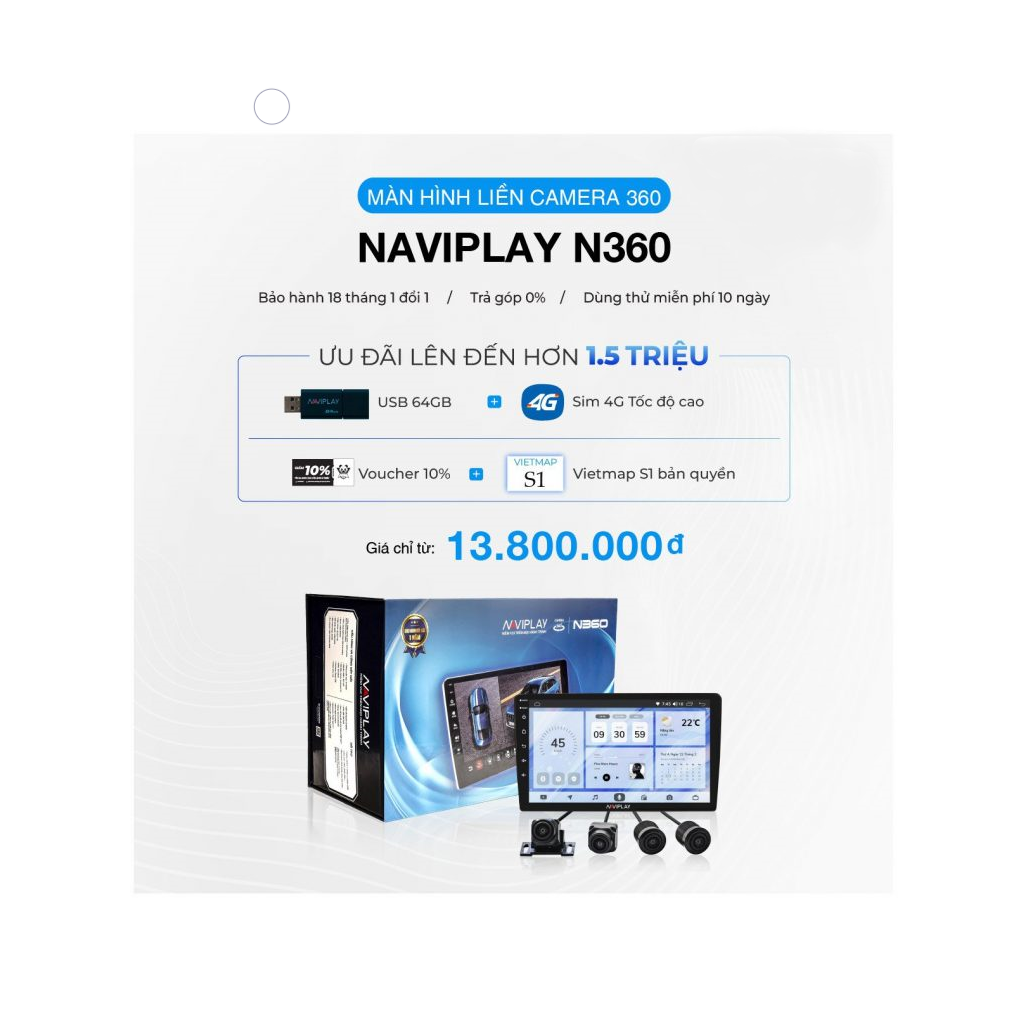 MÀN HÌNH LIỀN CAMERA 360
NAVIPLAY N360
Bảo hành 18 tháng 1 đổi 1 / Trả góp 0% / Dùng thử miễn phí 10 ngày
ƯU ĐÃI LÊN ĐẾN HƠN 1.5 TRIỆU
NAVIPLAY USB 64GB + 4G Sim 4G Tốc độ cao
10% Voucher 10% + VIETMAP S1 Vietmap S1 bản quyền
Giá chỉ từ: 13.800.000đ
NAVIPLAY N360
NAVIPLAY
7:45
22°C
09 30 59
45
NAVIPLAY